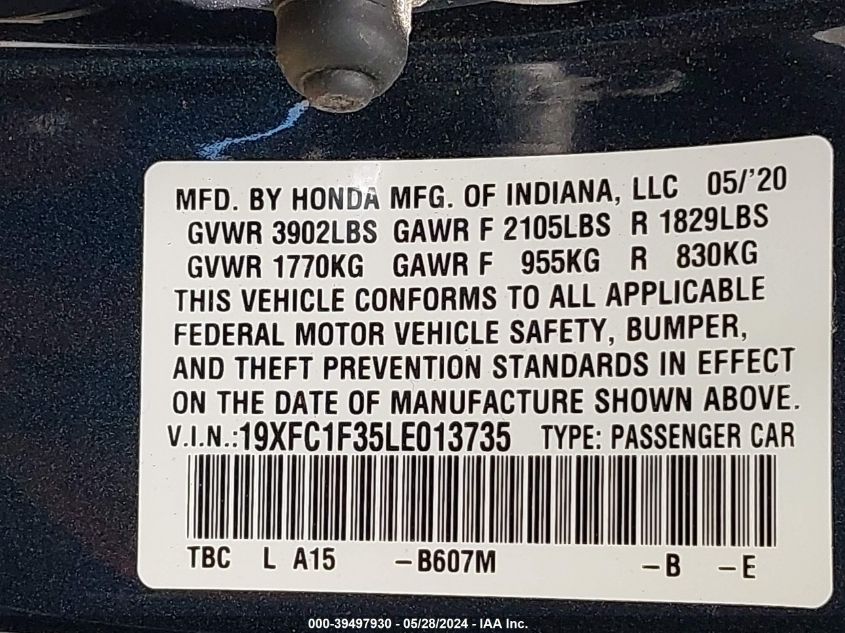 MFD. BY HONDA MFG. OF INDIANA, LLC 05/'20
GVWR 3902LBS GAWR F 2105LBS R 1829LBS
GVWR 1770KG GAWR F 955KG R 830KG
THIS VEHICLE CONFORMS TO ALL APPLICABLE
FEDERAL MOTOR VEHICLE SAFETY, BUMPER,
AND THEFT PREVENTION STANDARDS IN EFFECT
ON THE DATE OF MANUFACTURE SHOWN ABOVE.
V.I.N.:19XFC1F35LE013735 TYPE: PASSENGER CAR
TBC L A15 -B607M -B -E
000-39497930 - 05/28/2024 - IAA Inc.